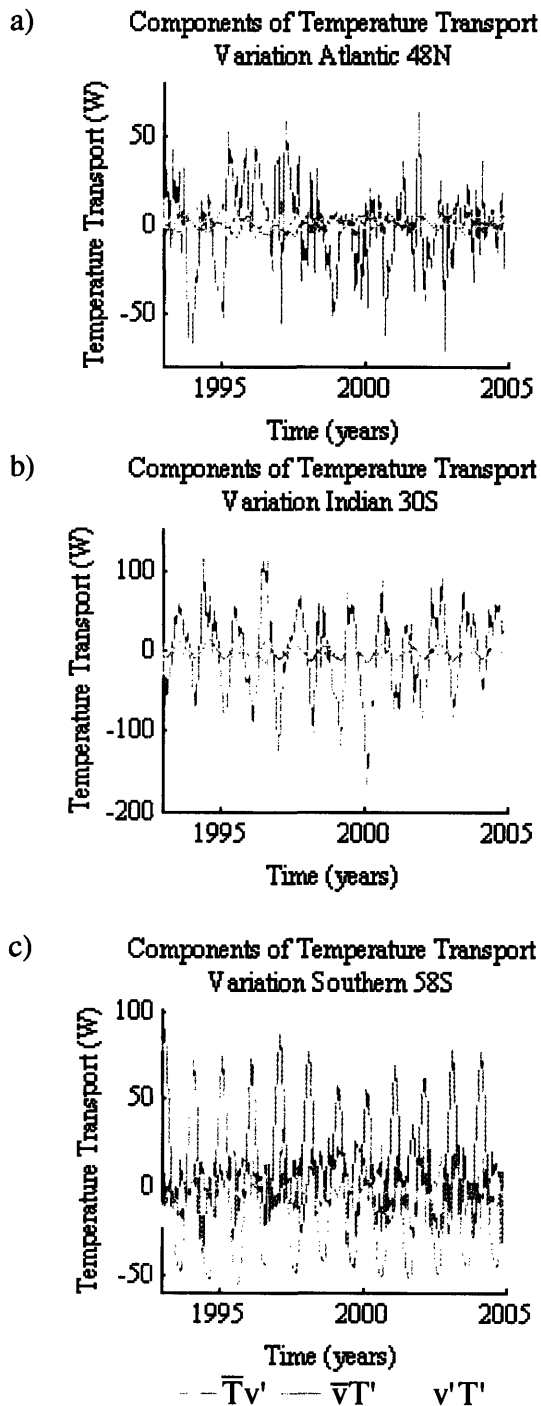 a) Components of Temperature Transport
Variation Atlantic 48N
Temperature Transport (W)
50
0
-50
1995 2000 2005
Time (years)
b) Components of Temperature Transport
Variation Indian 30S
Temperature Transport (W)
100
0
-100
-200
1995 2000 2005
Time (years)
c) Components of Temperature Transport
Variation Southern 58S
Temperature Transport (W)
100
50
0
-50
1995 2000 2005
Time (years)
T̅v' v̅T' v'T'